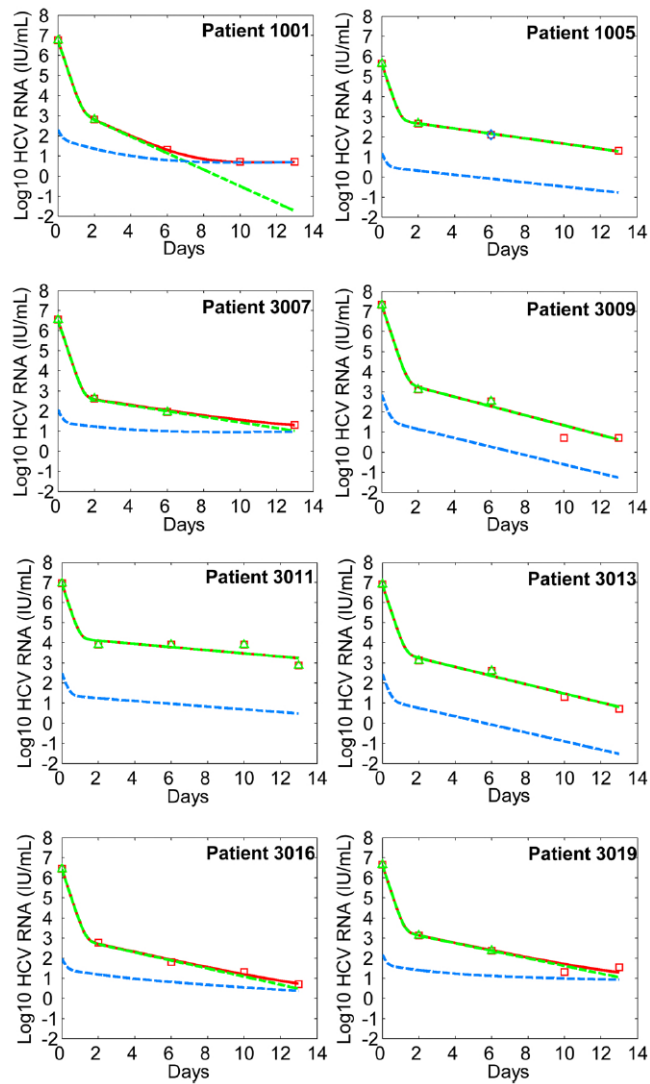 Patient 1001
Log10 HCV RNA (IU/mL)
8
7
6
5
4
3
2
1
0
-1
-2
0 2 4 6 8 10 12 14
Days
Patient 1005
Log10 HCV RNA (IU/mL)
8
7
6
5
4
3
2
1
0
-1
-2
0 2 4 6 8 10 12 14
Days
Patient 3007
Log10 HCV RNA (IU/mL)
8
7
6
5
4
3
2
1
0
-1
-2
0 2 4 6 8 10 12 14
Days
Patient 3009
Log10 HCV RNA (IU/mL)
8
7
6
5
4
3
2
1
0
-1
-2
0 2 4 6 8 10 12 14
Days
Patient 3011
Log10 HCV RNA (IU/mL)
8
7
6
5
4
3
2
1
0
-1
-2
0 2 4 6 8 10 12 14
Days
Patient 3013
Log10 HCV RNA (IU/mL)
8
7
6
5
4
3
2
1
0
-1
-2
0 2 4 6 8 10 12 14
Days
Patient 3016
Log10 HCV RNA (IU/mL)
8
7
6
5
4
3
2
1
0
-1
-2
0 2 4 6 8 10 12 14
Days
Patient 3019
Log10 HCV RNA (IU/mL)
8
7
6
5
4
3
2
1
0
-1
-2
0 2 4 6 8 10 12 14
Days